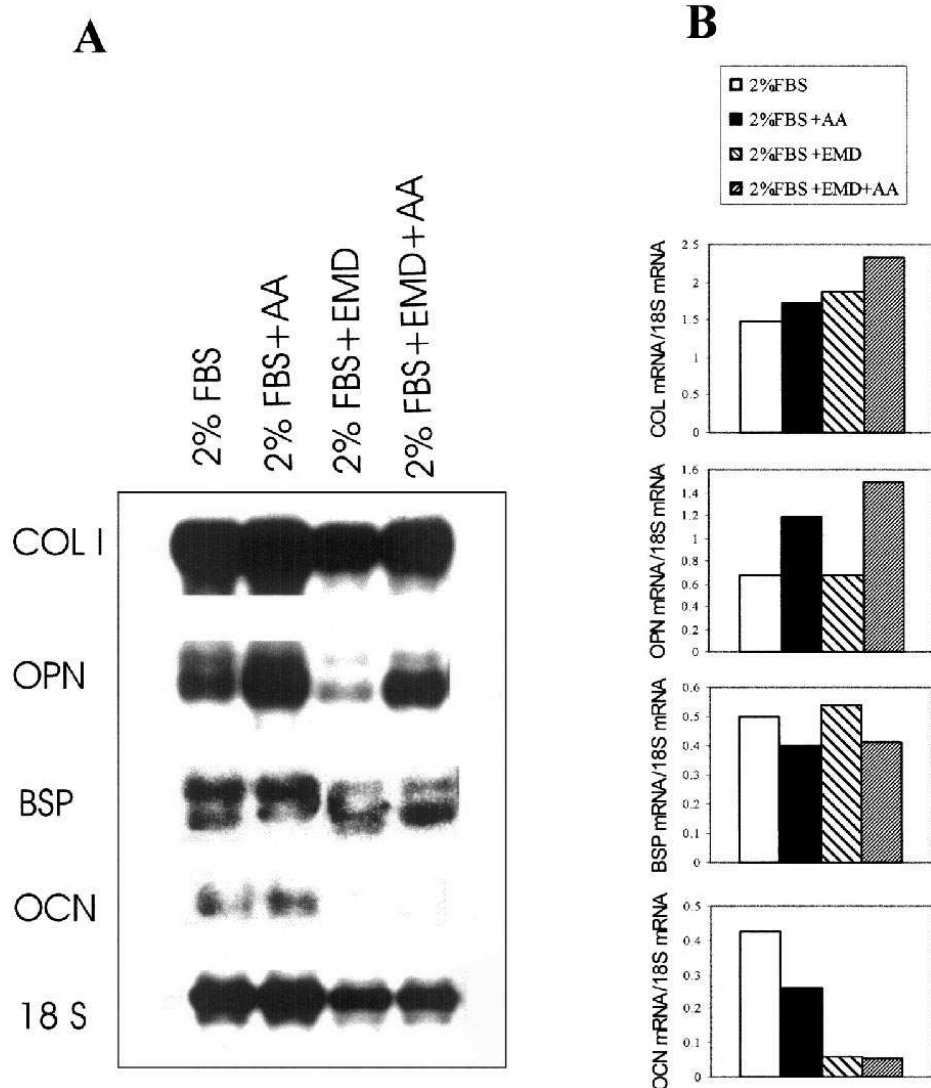 A
2% FBS
2% FBS+AA
2% FBS+EMD
2% FBS+EMD+AA
COL I
OPN
BSP
OCN
18 S
B
2%FBS
2%FBS +AA
2%FBS +EMD
2%FBS +EMD+AA
COL mRNA/18S mRNA
2 5
2
1.5
1
0.5
0
OPN mRNA/18S mRNA
1.6
1.4
1.2
1
0.8
0.6
0.4
0.2
0
BSP mRNA/18S mRNA
0.6
0.5
0.4
0.3
0.2
0.1
0
OCN mRNA/18S mRNA
0.5
0.4
0.3
0.2
0.1
0